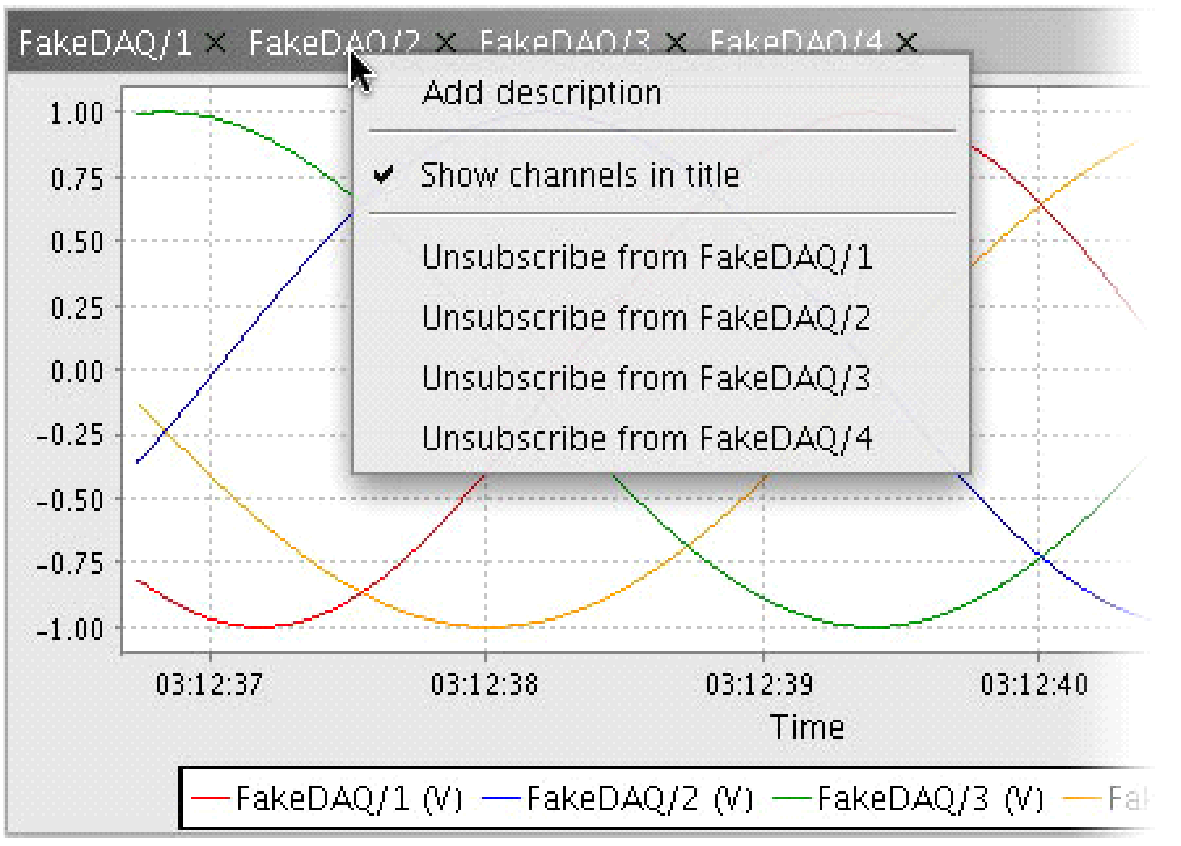 FakeDAQ/1 × FakeDAQ/2 × FakeDAQ/3 × FakeDAQ/4 ×
Add description
✔ Show channels in title
Unsubscribe from FakeDAQ/1
Unsubscribe from FakeDAQ/2
Unsubscribe from FakeDAQ/3
Unsubscribe from FakeDAQ/4
1.00
0.75
0.50
0.25
0.00
-0.25
-0.50
-0.75
-1.00
03:12:37 03:12:38 03:12:39 03:12:40
Time
FakeDAQ/1 (V) FakeDAQ/2 (V) FakeDAQ/3 (V)